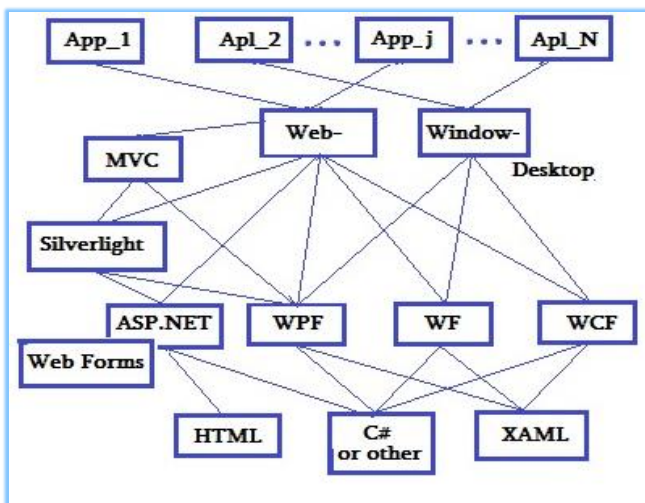 App_1
Apl_2 ... App_j ... Apl_N
Web-
Window-
MVC
Desktop
Silverlight
ASP.NET
WPF
WF
WCF
Web Forms
HTML
C#
or other
XAML